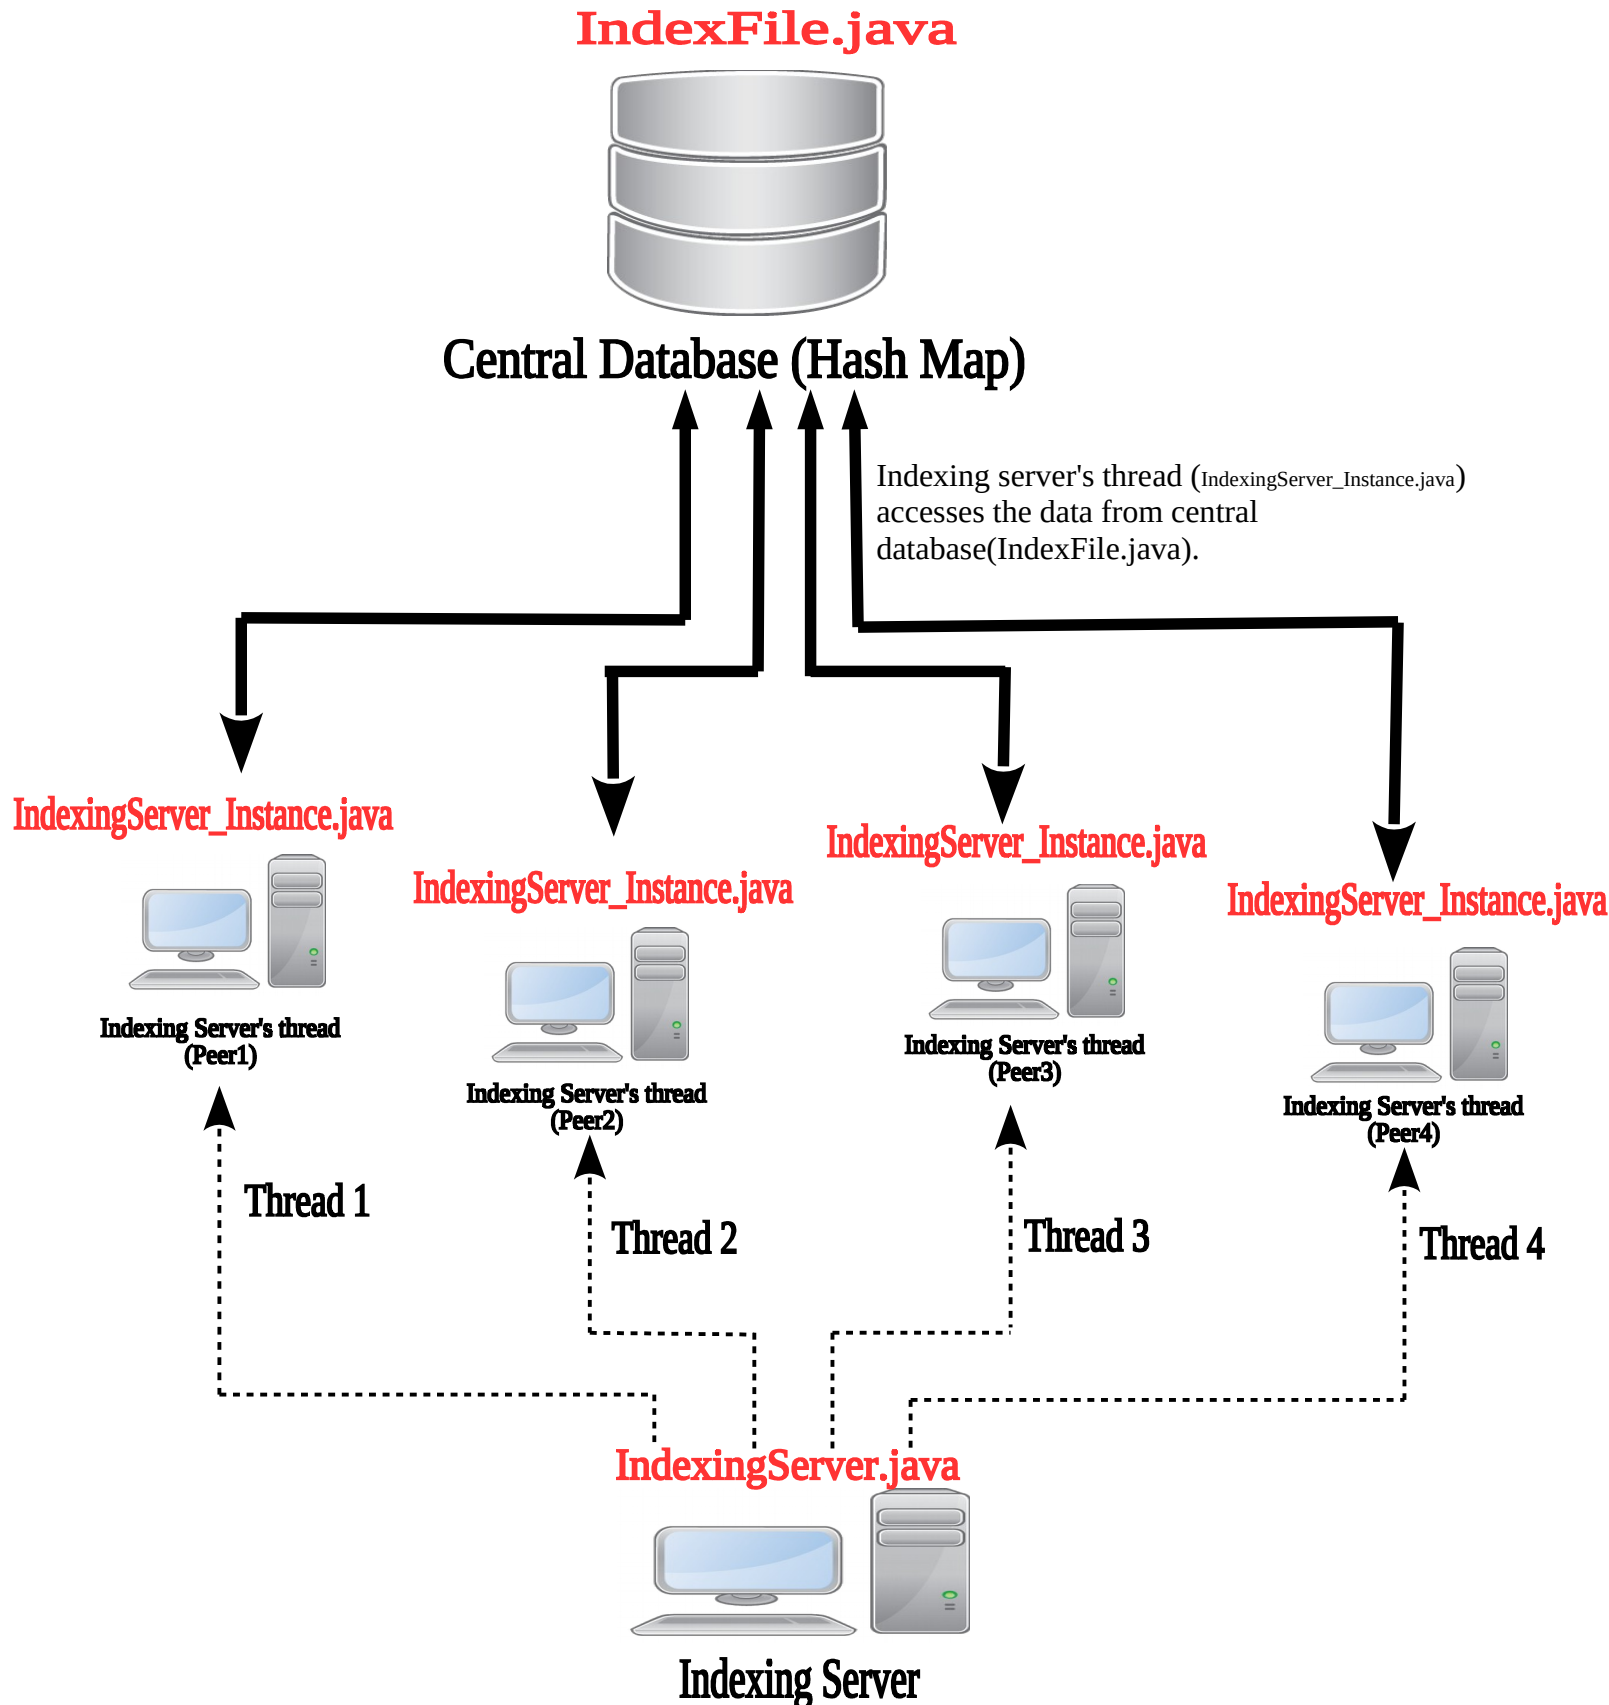 IndexFile.java
Central Database (Hash Map)
Indexing server's thread (IndexingServer_Instance.java)
accesses the data from central
database(IndexFile.java).
IndexingServer_Instance.java
Indexing Server's thread
(Peer1)
IndexingServer_Instance.java
Indexing Server's thread
(Peer2)
IndexingServer_Instance.java
Indexing Server's thread
(Peer3)
IndexingServer_Instance.java
Indexing Server's thread
(Peer4)
Thread 1
Thread 2
Thread 3
Thread 4
IndexingServer.java
Indexing Server